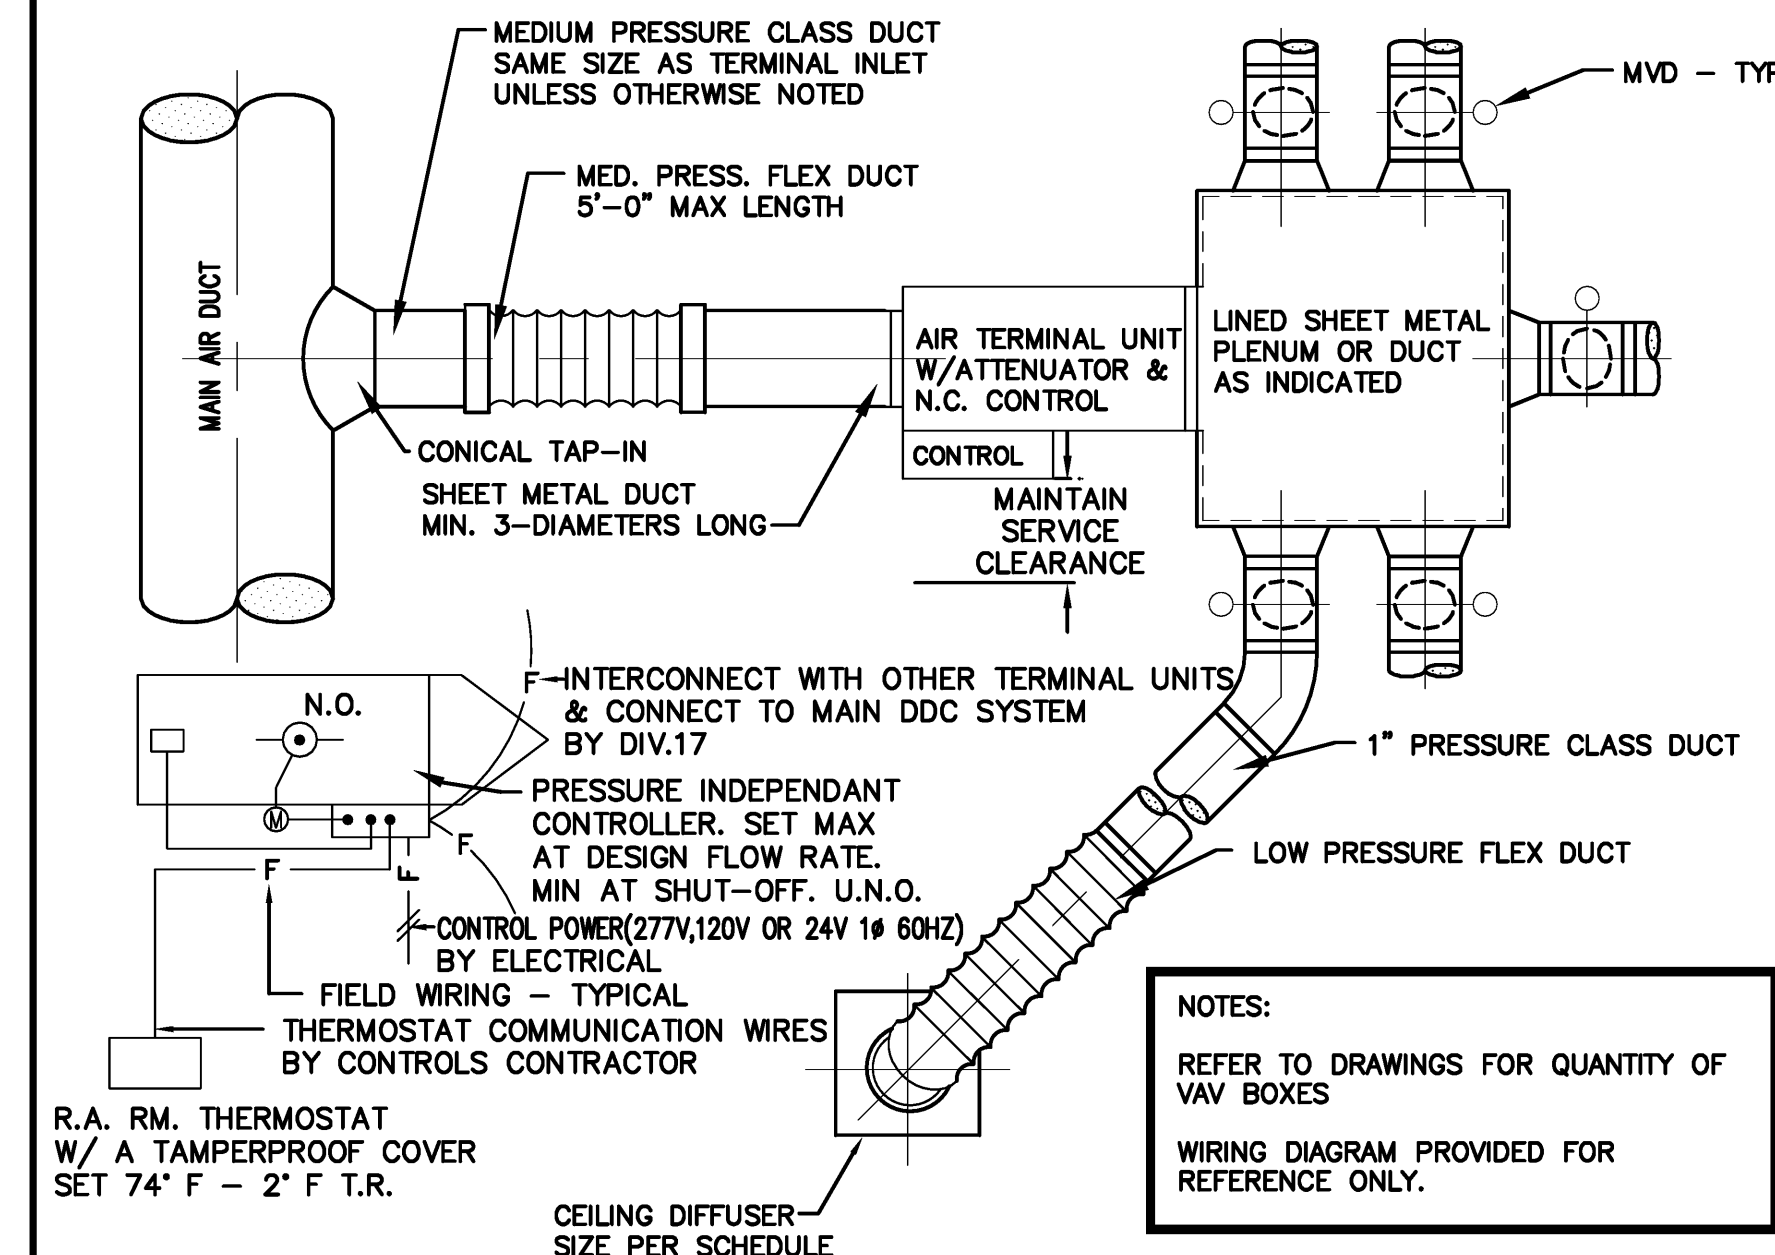 MEDIUM PRESSURE CLASS DUCT
SAME SIZE AS TERMINAL INLET
UNLESS OTHERWISE NOTED
MVD – TYP
MED. PRESS. FLEX DUCT
5'–0" MAX LENGTH
MAIN AIR DUCT
AIR TERMINAL UNIT
W/ATTENUATOR &
N.C. CONTROL
LINED SHEET METAL
PLENUM OR DUCT
AS INDICATED
CONTROL
CONICAL TAP–IN
SHEET METAL DUCT
MIN. 3–DIAMETERS LONG
MAINTAIN
SERVICE
CLEARANCE
N.O.
M
F
F
F
F
INTERCONNECT WITH OTHER TERMINAL UNITS
& CONNECT TO MAIN DDC SYSTEM
BY DIV.17
PRESSURE INDEPENDANT
CONTROLLER. SET MAX
AT DESIGN FLOW RATE.
MIN AT SHUT–OFF. U.N.O.
CONTROL POWER(277V,120V OR 24V 1ø 60HZ)
BY ELECTRICAL
FIELD WIRING – TYPICAL
THERMOSTAT COMMUNICATION WIRES
BY CONTROLS CONTRACTOR
R.A. RM. THERMOSTAT
W/ A TAMPERPROOF COVER
SET 74° F – 2° F T.R.
1" PRESSURE CLASS DUCT
LOW PRESSURE FLEX DUCT
CEILING DIFFUSER
SIZE PER SCHEDULE
NOTES:
REFER TO DRAWINGS FOR QUANTITY OF
VAV BOXES
WIRING DIAGRAM PROVIDED FOR
REFERENCE ONLY.